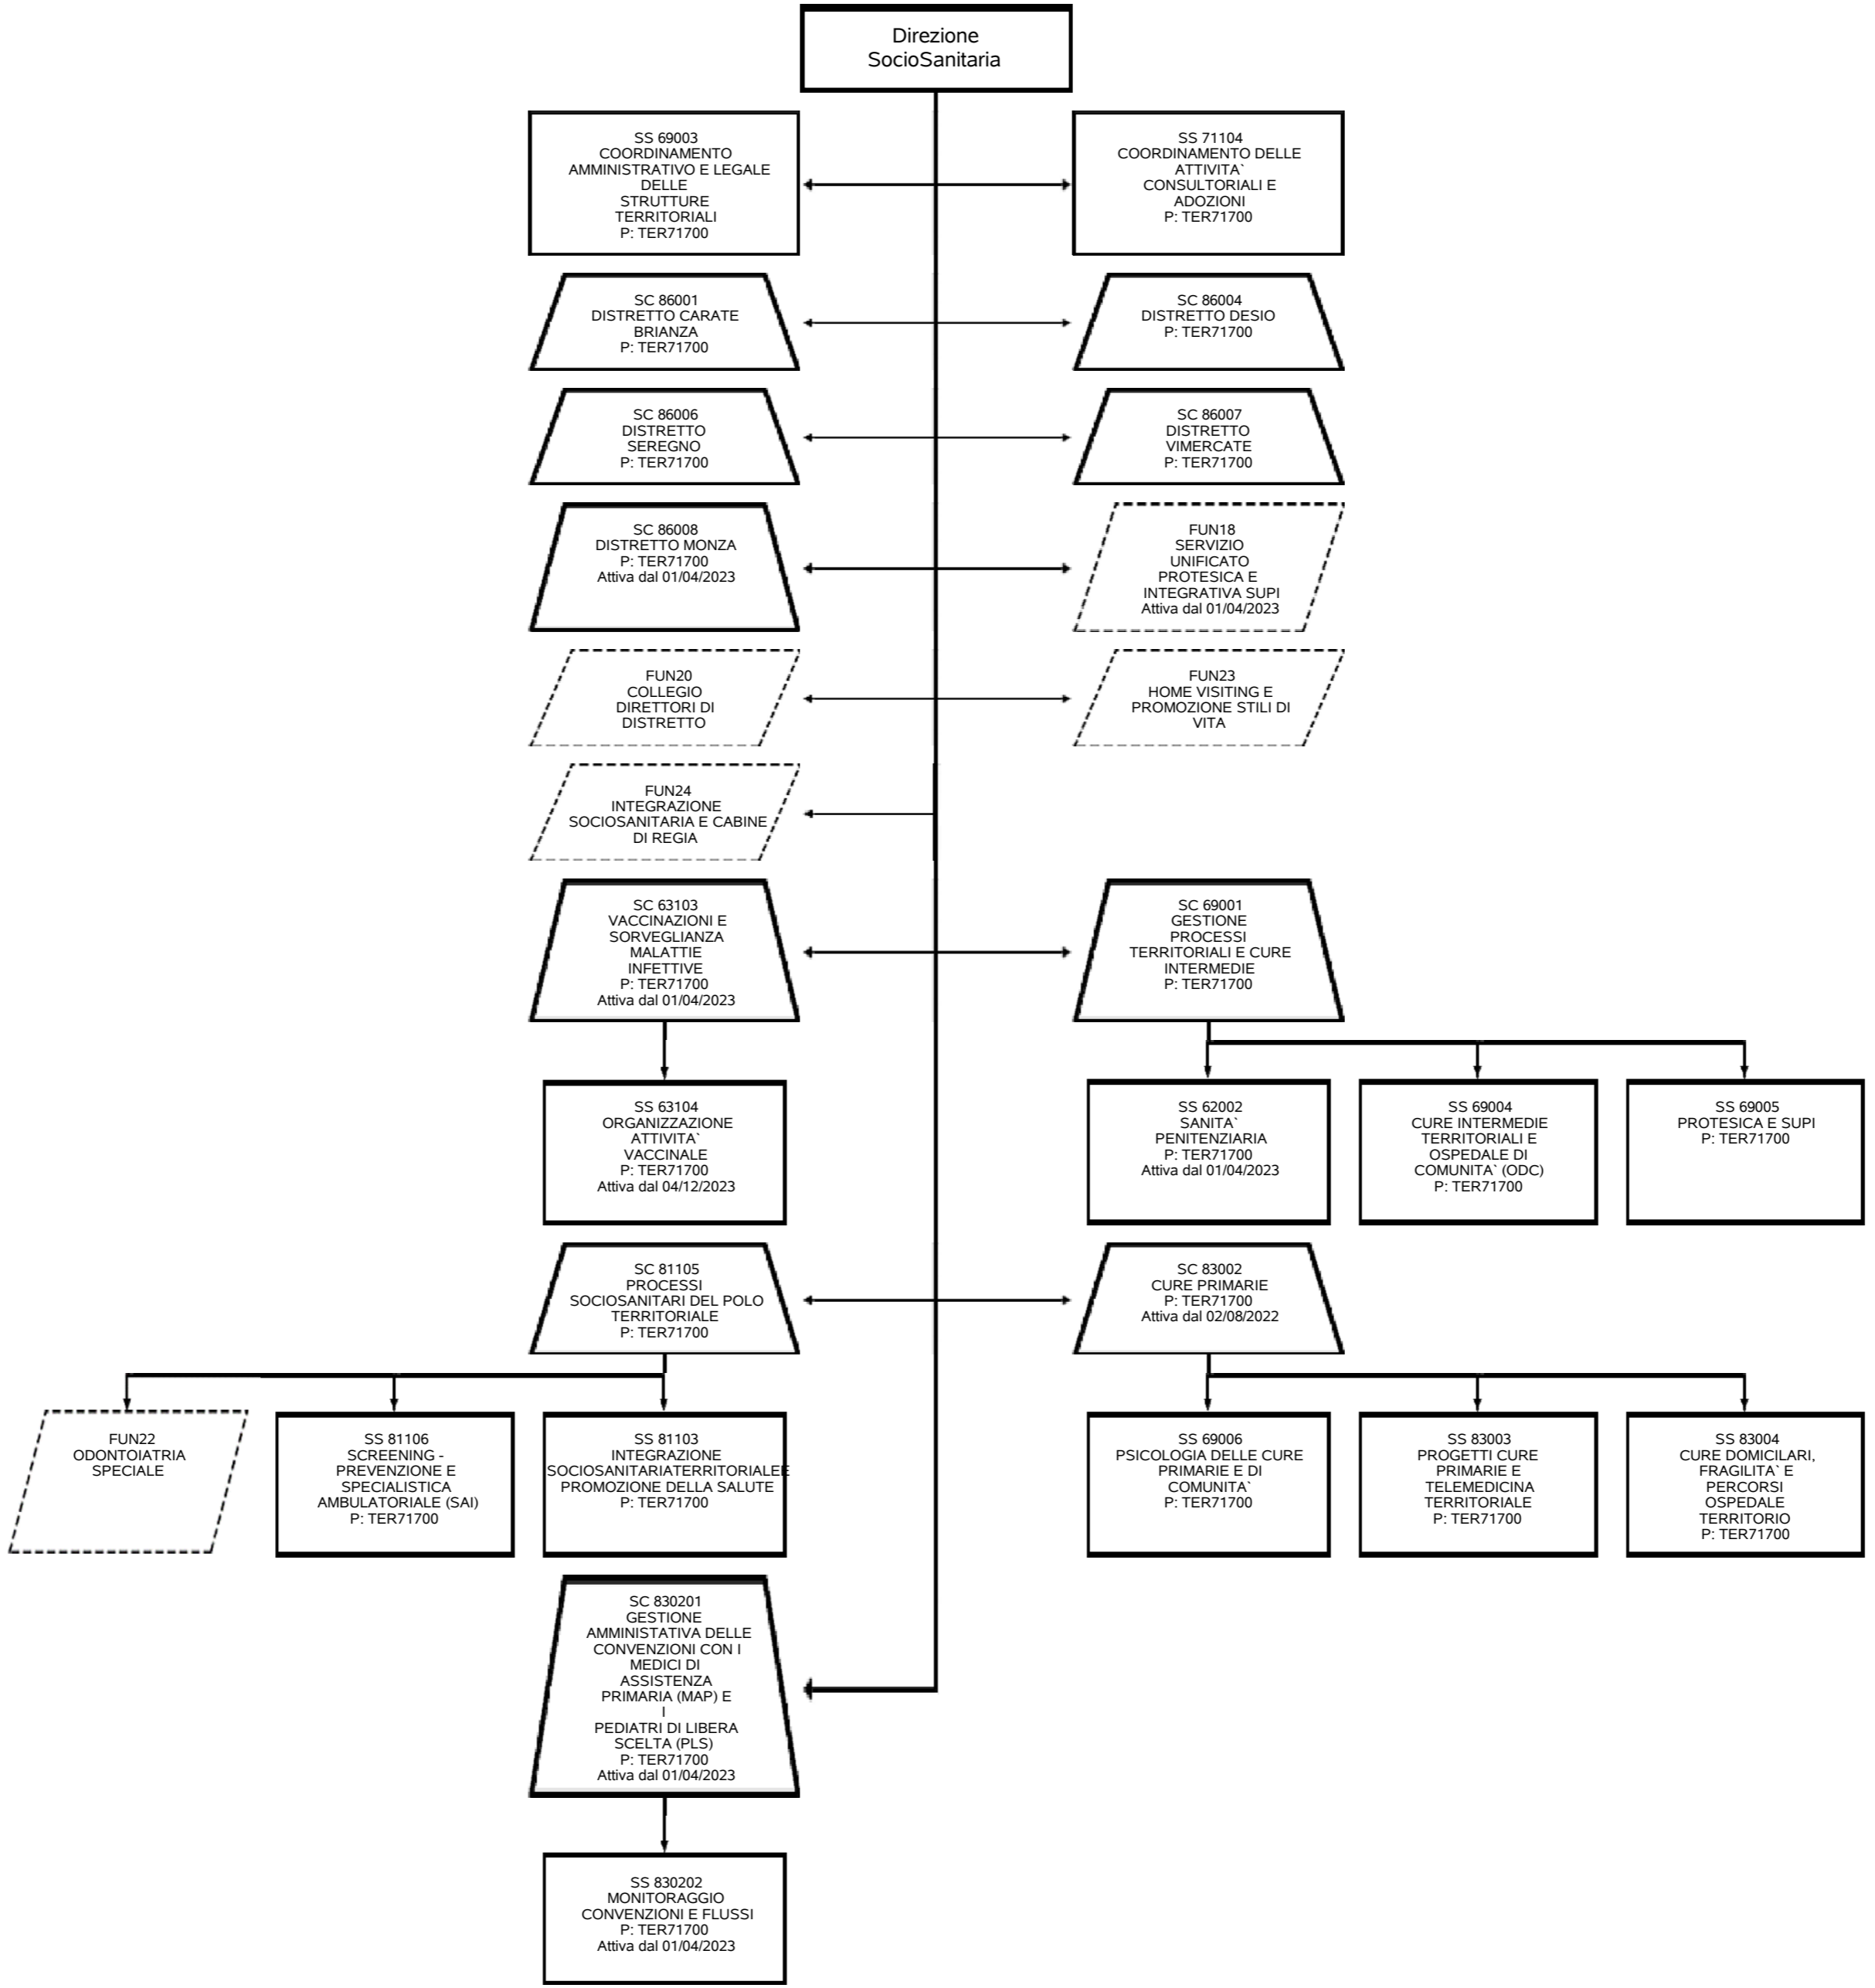 Direzione
SocioSanitaria
SS 69003
COORDINAMENTO
AMMINISTRATIVO E LEGALE
DELLE
STRUTTURE
TERRITORIALI
P: TER71700
SS 71104
COORDINAMENTO DELLE
ATTIVITA`
CONSULTORIALI E
ADOZIONI
P: TER71700
SC 86001
DISTRETTO CARATE
BRIANZA
P: TER71700
SC 86004
DISTRETTO DESIO
P: TER71700
SC 86006
DISTRETTO
SEREGNO
P: TER71700
SC 86007
DISTRETTO
VIMERCATE
P: TER71700
SC 86008
DISTRETTO MONZA
P: TER71700
Attiva dal 01/04/2023
FUN18
SERVIZIO
UNIFICATO
PROTESICA E
INTEGRATIVA SUPI
Attiva dal 01/04/2023
FUN20
COLLEGIO
DIRETTORI DI
DISTRETTO
FUN23
HOME VISITING E
PROMOZIONE STILI DI
VITA
FUN24
INTEGRAZIONE
SOCIOSANITARIA E CABINE
DI REGIA
SC 63103
VACCINAZIONI E
SORVEGLIANZA
MALATTIE
INFETTIVE
P: TER71700
Attiva dal 01/04/2023
SC 69001
GESTIONE
PROCESSI
TERRITORIALI E CURE
INTERMEDIE
P: TER71700
SS 63104
ORGANIZZAZIONE
ATTIVITA`
VACCINALE
P: TER71700
Attiva dal 04/12/2023
SS 62002
SANITA`
PENITENZIARIA
P: TER71700
Attiva dal 01/04/2023
SS 69004
CURE INTERMEDIE
TERRITORIALI E
OSPEDALE DI
COMUNITA` (ODC)
P: TER71700
SS 69005
PROTESICA E SUPI
P: TER71700
SC 81105
PROCESSI
SOCIOSANITARI DEL POLO
TERRITORIALE
P: TER71700
SC 83002
CURE PRIMARIE
P: TER71700
Attiva dal 02/08/2022
FUN22
ODONTOIATRIA
SPECIALE
SS 81106
SCREENING -
PREVENZIONE E
SPECIALISTICA
AMBULATORIALE (SAI)
P: TER71700
SS 81103
INTEGRAZIONE
SOCIOSANITARIATERRITORIALEE
PROMOZIONE DELLA SALUTE
P: TER71700
SS 69006
PSICOLOGIA DELLE CURE
PRIMARIE E DI
COMUNITA`
P: TER71700
SS 83003
PROGETTI CURE
PRIMARIE E
TELEMEDICINA
TERRITORIALE
P: TER71700
SS 83004
CURE DOMICILARI,
FRAGILITA` E
PERCORSI
OSPEDALE
TERRITORIO
P: TER71700
SC 830201
GESTIONE
AMMINISTATIVA DELLE
CONVENZIONI CON I
MEDICI DI
ASSISTENZA
PRIMARIA (MAP) E
I
PEDIATRI DI LIBERA
SCELTA (PLS)
P: TER71700
Attiva dal 01/04/2023
SS 830202
MONITORAGGIO
CONVENZIONI E FLUSSI
P: TER71700
Attiva dal 01/04/2023